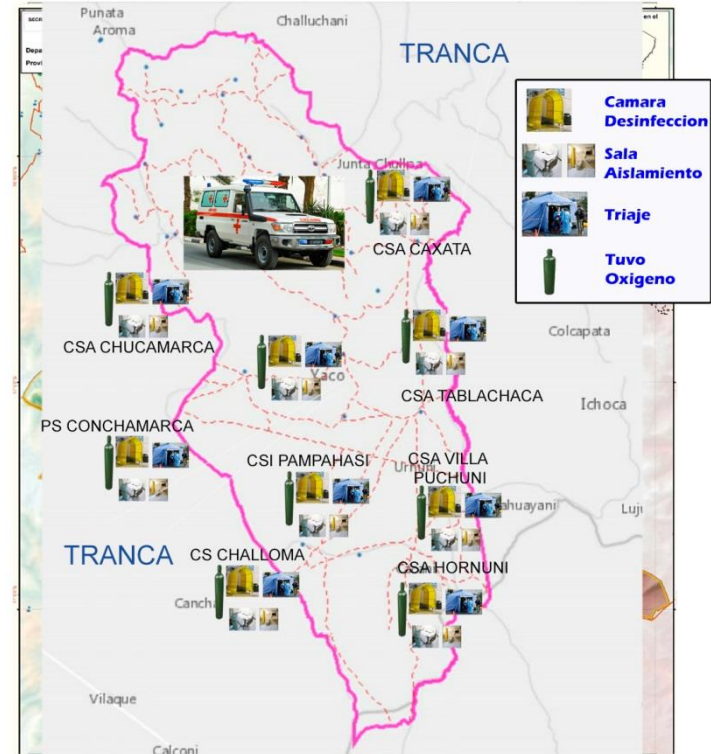 Punata
Aroma
Challuchani
TRANCA
Camara
Desinfeccion
Sala
Aislamiento
Triaje
Tuvo
Oxigeno
Junta Chullpa
CSA CAXATA
CSA CHUCAMARCA
Colcapata
Yaco
CSA TABLACHACA
Ichoca
PS CONCHAMARCA
CSI PAMPAHASI
CSA VILLA
PUCHUNI
TRANCA
CS CHALLOMA
CSA HORNUNI
Vilaque
Calconi